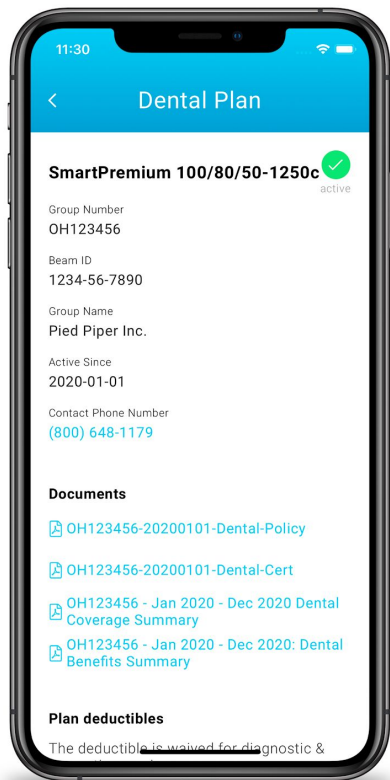 11:30
Dental Plan
SmartPremium 100/80/50-1250c
active
Group Number
OH123456
Beam ID
1234-56-7890
Group Name
Pied Piper Inc.
Active Since
2020-01-01
Contact Phone Number
(800) 648-1179
Documents
OH123456-20200101-Dental-Policy
OH123456-20200101-Dental-Cert
OH123456 - Jan 2020 - Dec 2020 Dental
Coverage Summary
OH123456 - Jan 2020 - Dec 2020: Dental
Benefits Summary
Plan deductibles
The deductible is waived for diagnostic &